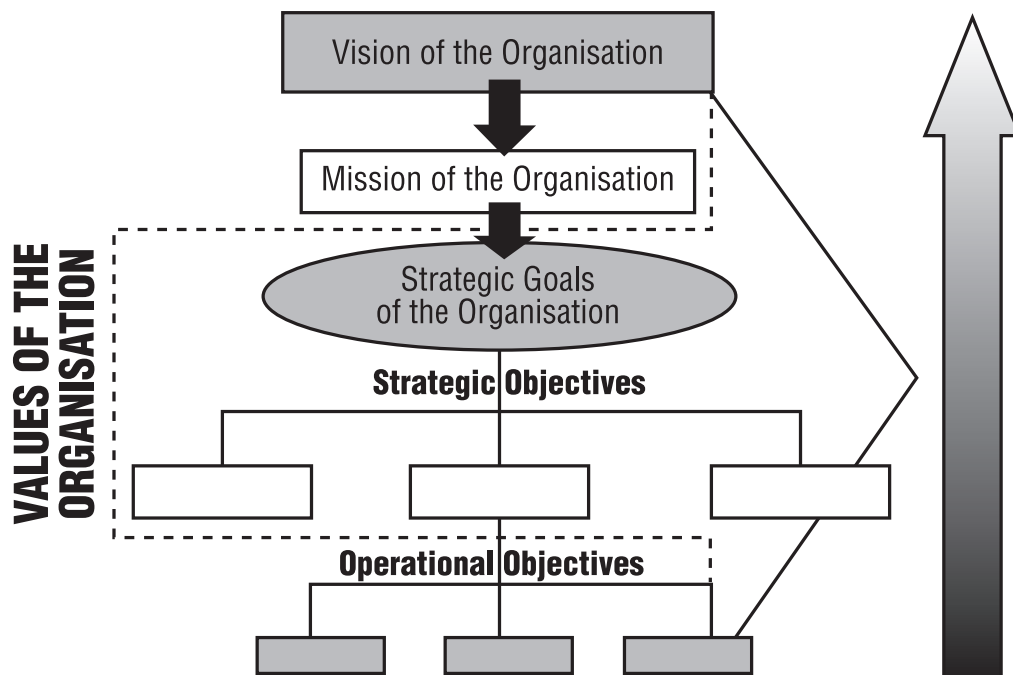 Vision of the Organisation
Mission of the Organisation
Strategic Goals
of the Organisation
Strategic Objectives
Operational Objectives
VALUES OF THE
ORGANISATION